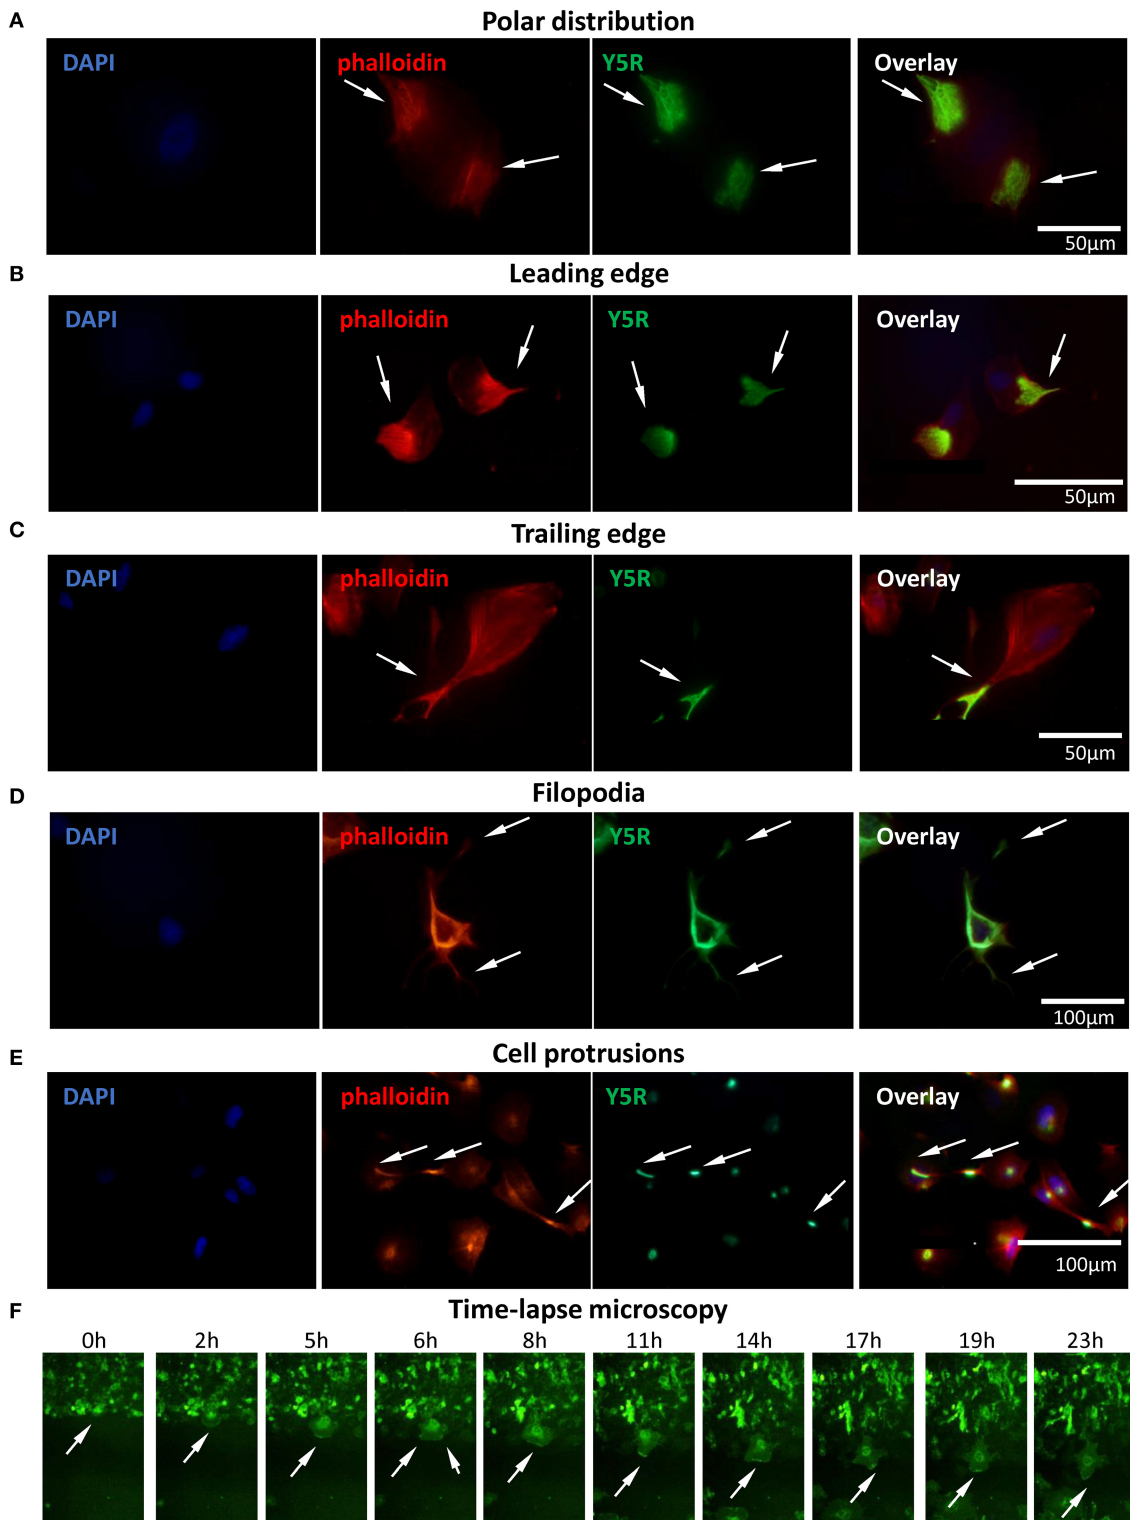 A
Polar distribution
DAPI phalloidin Y5R Overlay
50μm
B
Leading edge
DAPI phalloidin Y5R Overlay
50μm
C
Trailing edge
DAPI phalloidin Y5R Overlay
50μm
D
Filopodia
DAPI phalloidin Y5R Overlay
100μm
E
Cell protrusions
DAPI phalloidin Y5R Overlay
100μm
F
Time-lapse microscopy
0h 2h 5h 6h 8h 11h 14h 17h 19h 23h